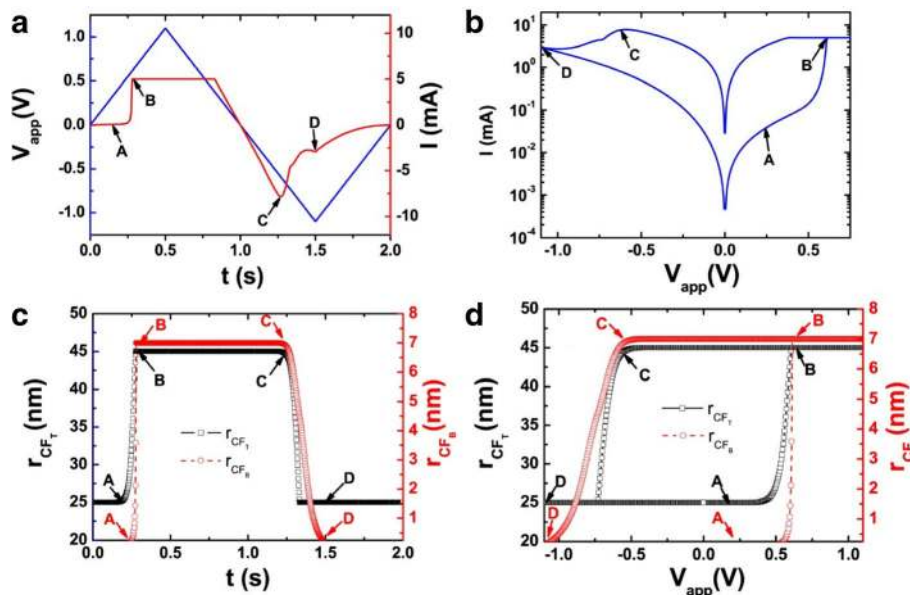 a
1.0
0.5
0.0
-0.5
-1.0
V_app(V)
10
5
0
-5
-10
I (mA)
A
B
C
D
0.0 0.5 1.0 1.5 2.0
t (s)
b
10^1
10^0
10^-1
10^-2
10^-3
10^-4
I (mA)
A
B
C
D
-1.0 -0.5 0.0 0.5
V_app(V)
c
50
45
40
35
30
25
20
r_CF_T (nm)
8
7
6
5
4
3
2
1
r_CF_B (nm)
B
B
C
C
A
A
D
D
r_CF_T
r_CF_B
0.0 0.5 1.0 1.5 2.0
t (s)
d
50
45
40
35
30
25
20
r_CF_T (nm)
8
7
6
5
4
3
2
1
r_CF (nm)
C
C
B
B
D
D
A
A
r_CF_T
r_CF_B
-1.0 -0.5 0.0 0.5 1.0
V_app(V)